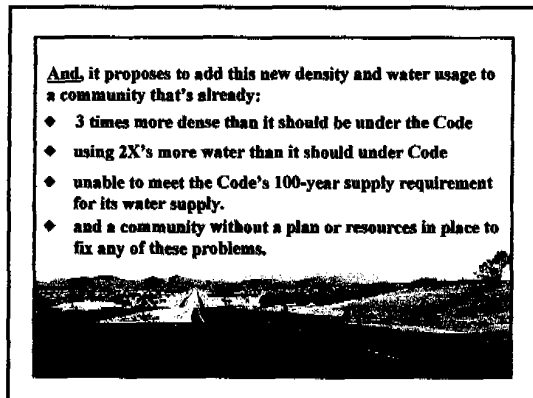 And, it proposes to add this new density and water usage to
a community that's already:
◆ 3 times more dense than it should be under the Code
◆ using 2X's more water than it should under Code
◆ unable to meet the Code's 100-year supply requirement
for its water supply.
◆ and a community without a plan or resources in place to
fix any of these problems.